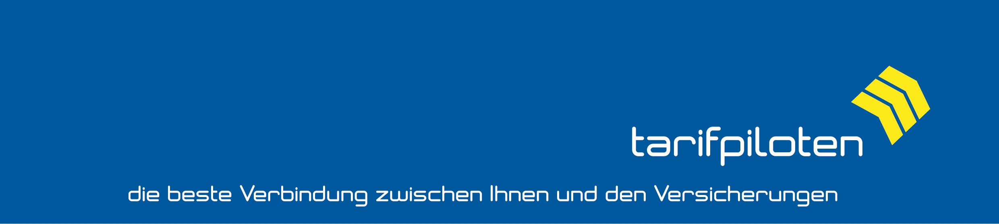 tarifpiloten
die beste Verbindung zwischen Ihnen und den Versicherungen